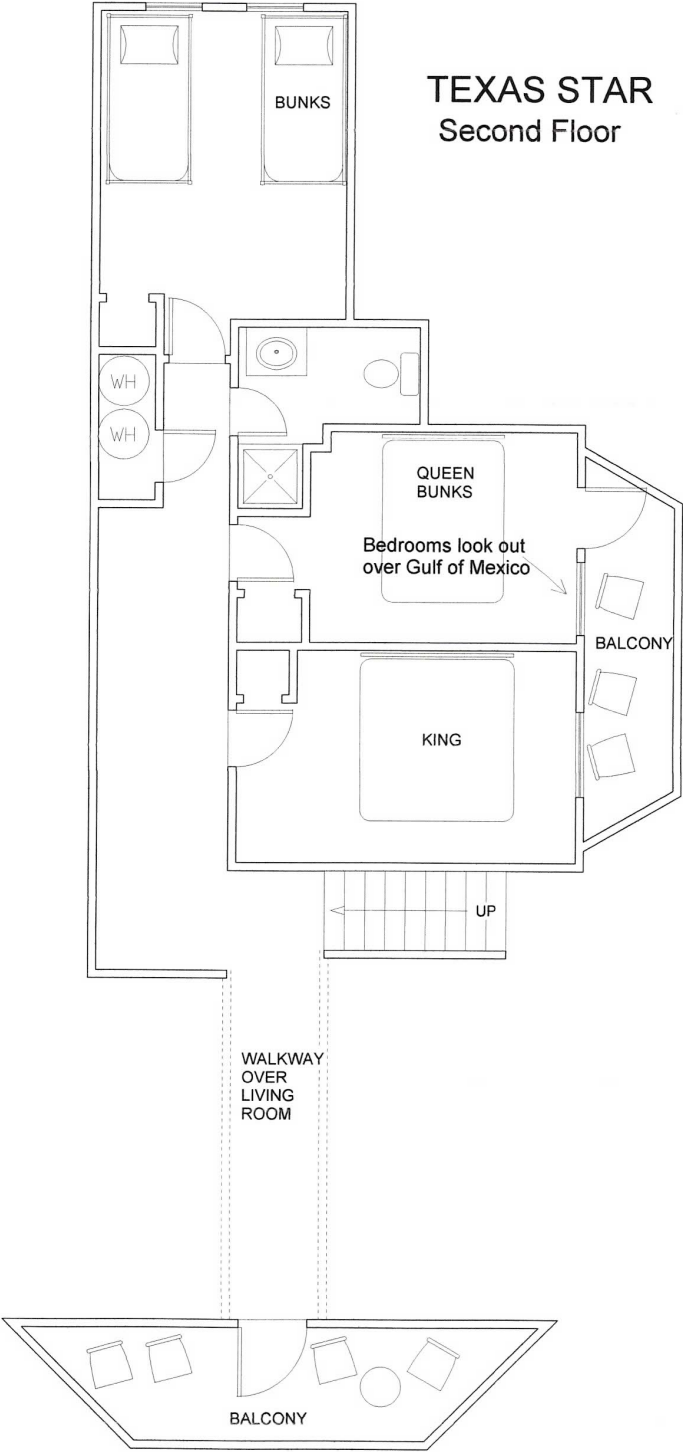 TEXAS STAR
Second Floor
BUNKS
WH
WH
QUEEN
BUNKS
Bedrooms look out
over Gulf of Mexico
BALCONY
KING
UP
WALKWAY
OVER
LIVING
ROOM
BALCONY